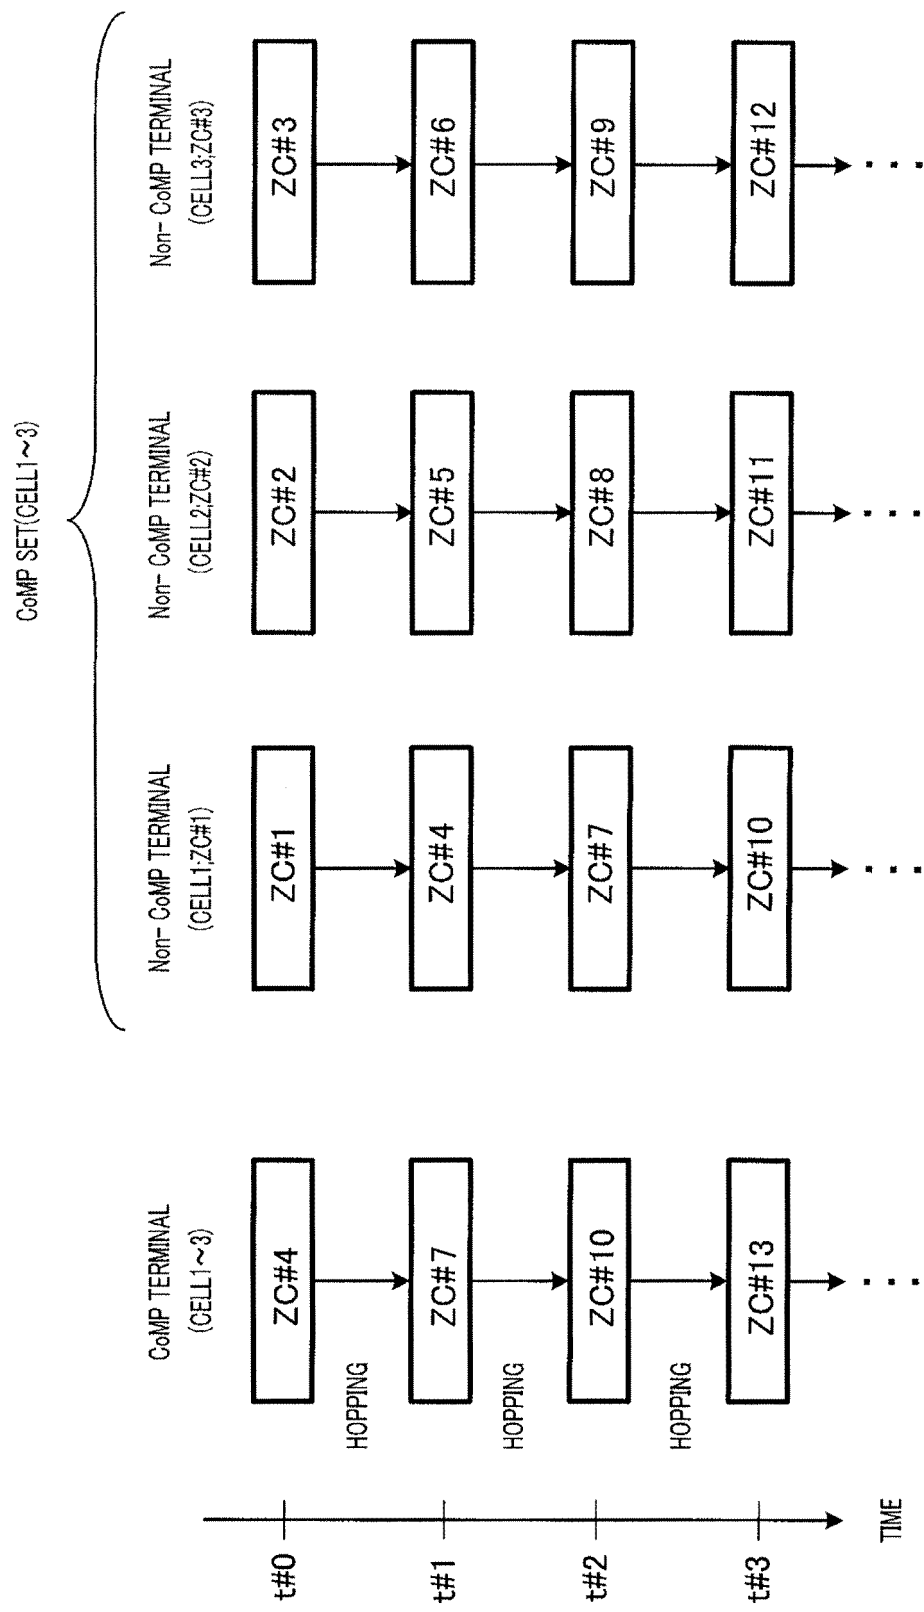 CoMP SET(CELL1~3)
CoMP TERMINAL
(CELL1~3)
Non- CoMP TERMINAL
(CELL1;ZC#1)
Non- CoMP TERMINAL
(CELL2;ZC#2)
Non- CoMP TERMINAL
(CELL3;ZC#3)
t#0
ZC#4
ZC#1
ZC#2
ZC#3
HOPPING
t#1
ZC#7
ZC#4
ZC#5
ZC#6
HOPPING
t#2
ZC#10
ZC#7
ZC#8
ZC#9
HOPPING
t#3
ZC#13
ZC#10
ZC#11
ZC#12
TIME